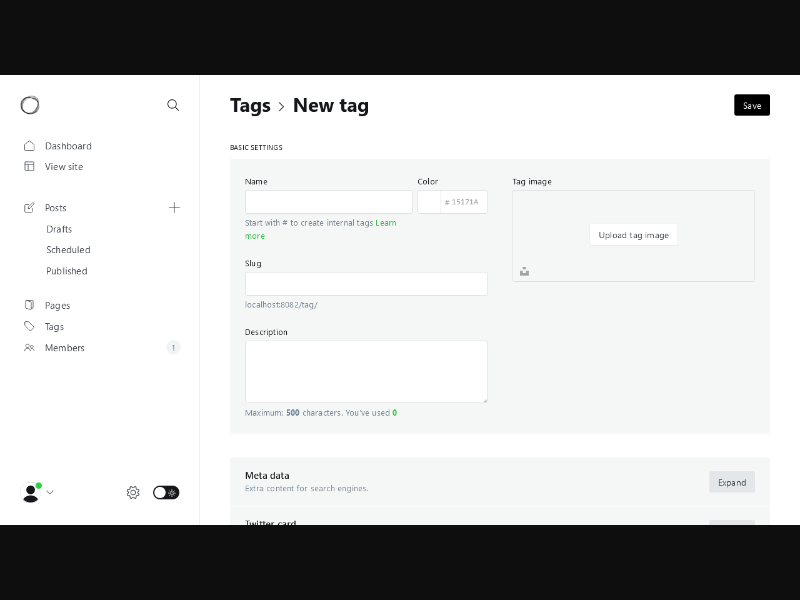 Tags > New tag
Save
Dashboard
View site
Posts
Drafts
Scheduled
Published
Pages
Tags
Members
1
BASIC SETTINGS
Name
Color
# 15171A
Start with # to create internal tags Learn
more
Slug
localhost:8082/tag/
Description
Maximum: 500 characters. You've used 0
Tag image
Upload tag image
Meta data
Extra content for search engines.
Expand
Twitter card